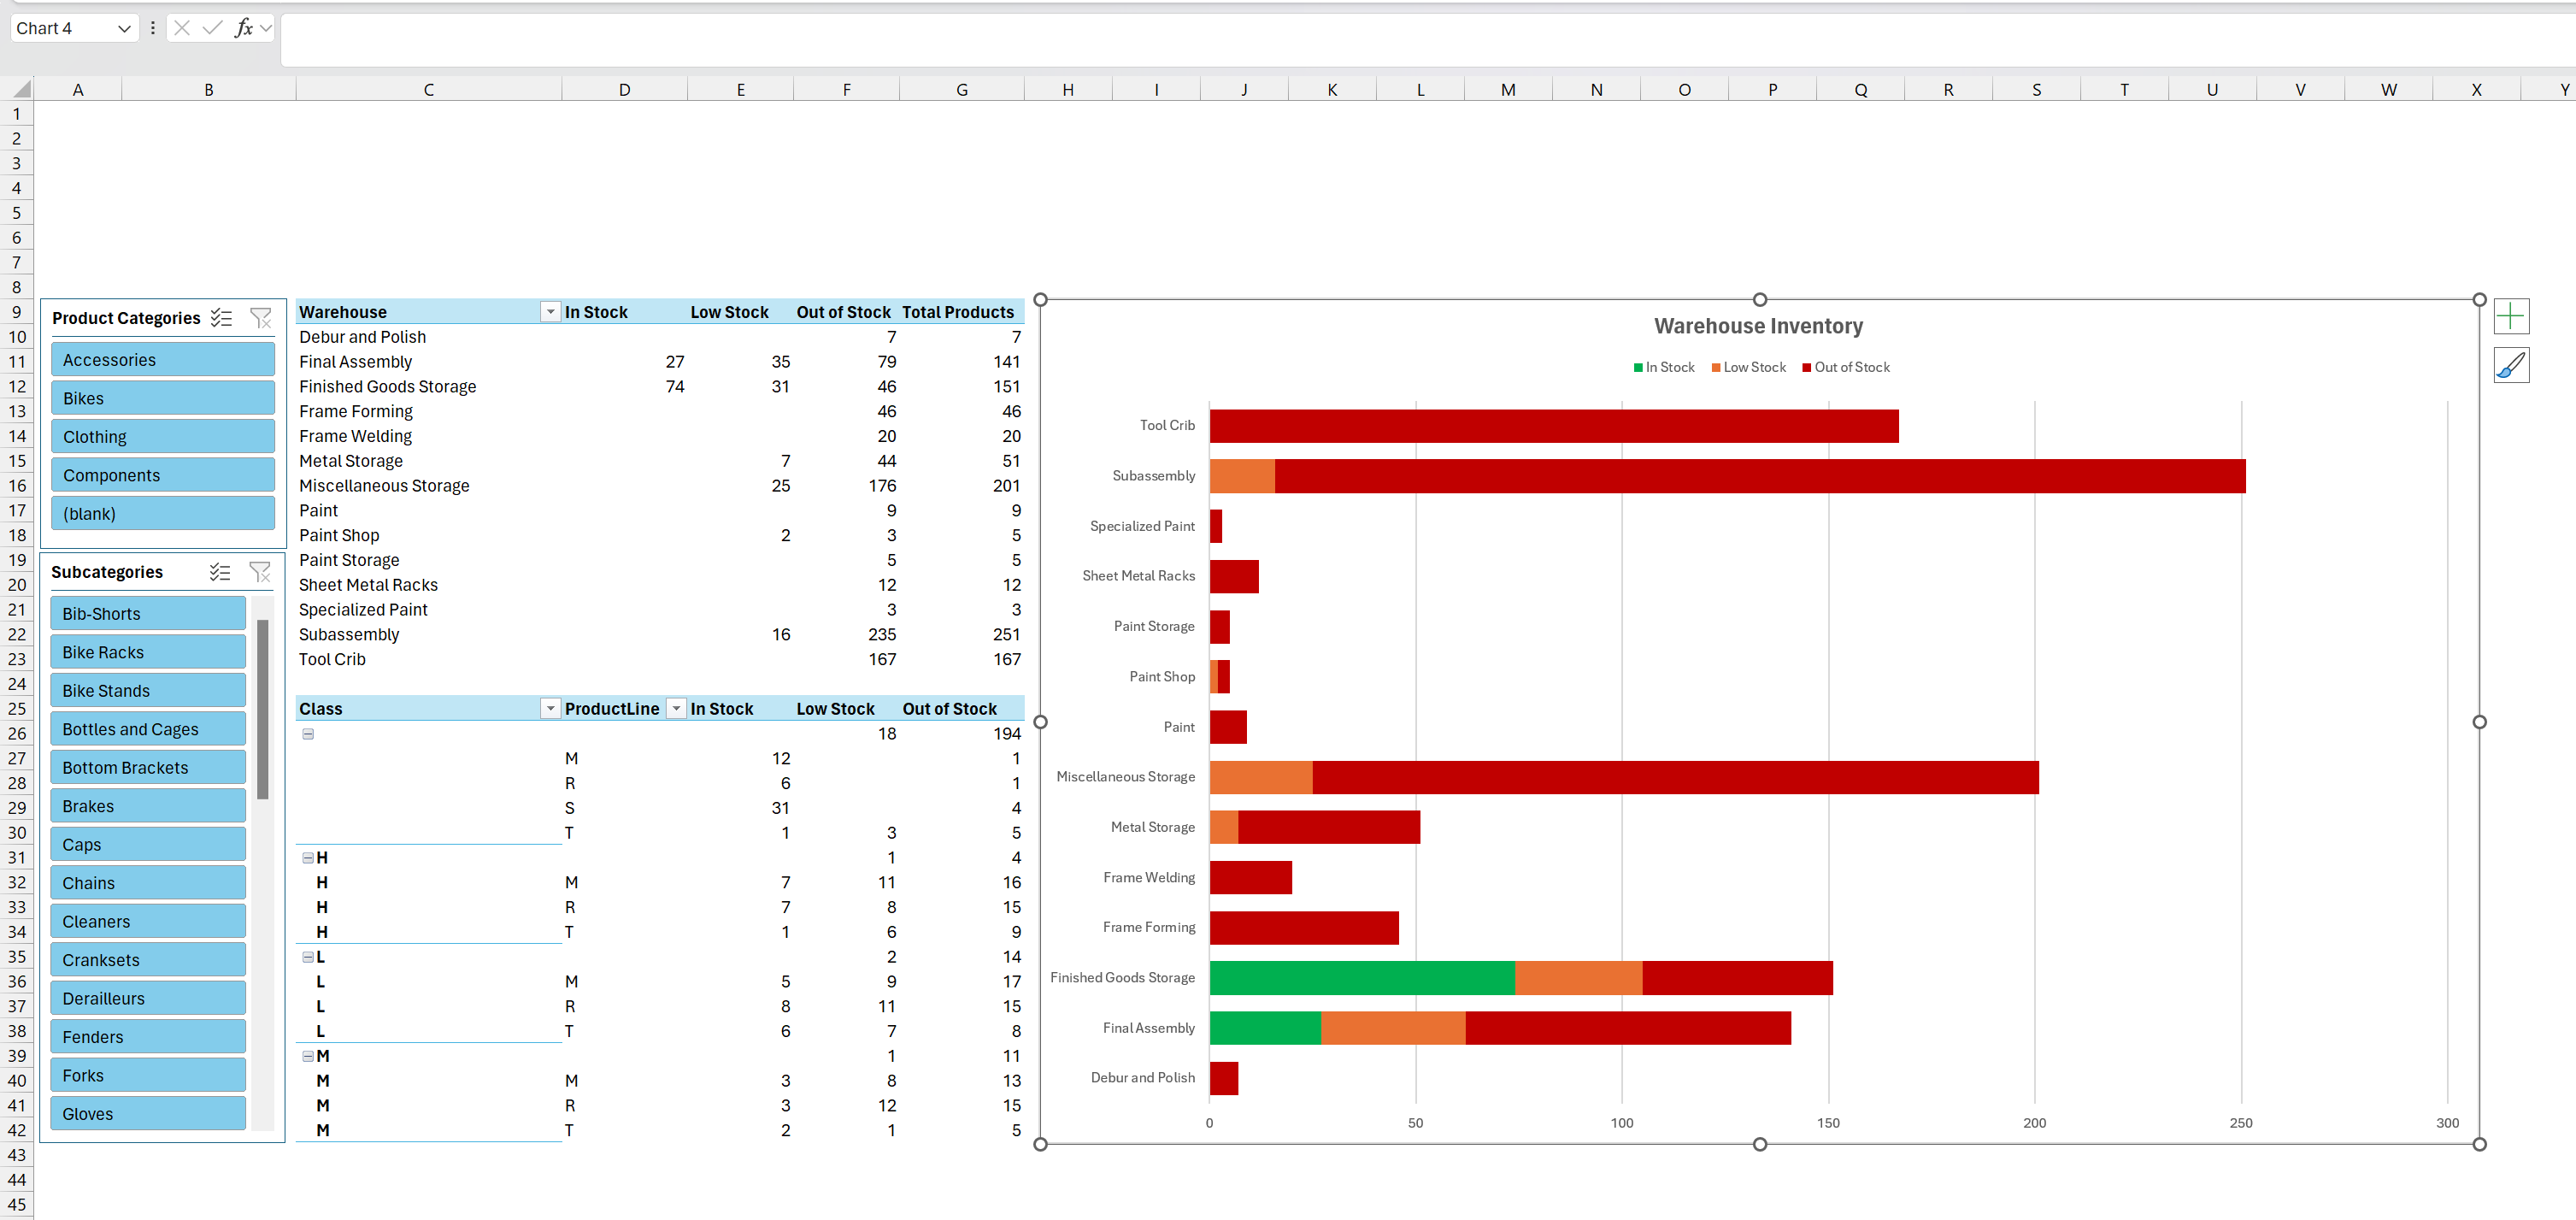 Chart 4
fx
A B C D E F G H I J K L M N O P Q R S T U V W X Y
1
2
3
4
5
6
7
8
9
10
11
12
13
14
15
16
17
18
19
20
21
22
23
24
25
26
27
28
29
30
31
32
33
34
35
36
37
38
39
40
41
42
43
44
45
Product Categories
Accessories
Bikes
Clothing
Components
(blank)
Subcategories
Bib-Shorts
Bike Racks
Bike Stands
Bottles and Cages
Bottom Brackets
Brakes
Caps
Chains
Cleaners
Cranksets
Derailleurs
Fenders
Forks
Gloves
Warehouse In Stock Low Stock Out of Stock Total Products
Debur and Polish 7 7
Final Assembly 27 35 79 141
Finished Goods Storage 74 31 46 151
Frame Forming 46 46
Frame Welding 20 20
Metal Storage 7 44 51
Miscellaneous Storage 25 176 201
Paint 9 9
Paint Shop 2 3 5
Paint Storage 5 5
Sheet Metal Racks 12 12
Specialized Paint 3 3
Subassembly 16 235 251
Tool Crib 167 167
Class ProductLine In Stock Low Stock Out of Stock
18 194
M 12 1
R 6 1
S 31 4
T 1 3 5
H 1 4
H M 7 11 16
H R 7 8 15
H T 1 6 9
L 2 14
L M 5 9 17
L R 8 11 15
L T 6 7 8
M 1 11
M M 3 8 13
M R 3 12 15
M T 2 1 5
Warehouse Inventory
In Stock Low Stock Out of Stock
Tool Crib
Subassembly
Specialized Paint
Sheet Metal Racks
Paint Storage
Paint Shop
Paint
Miscellaneous Storage
Metal Storage
Frame Welding
Frame Forming
Finished Goods Storage
Final Assembly
Debur and Polish
0 50 100 150 200 250 300